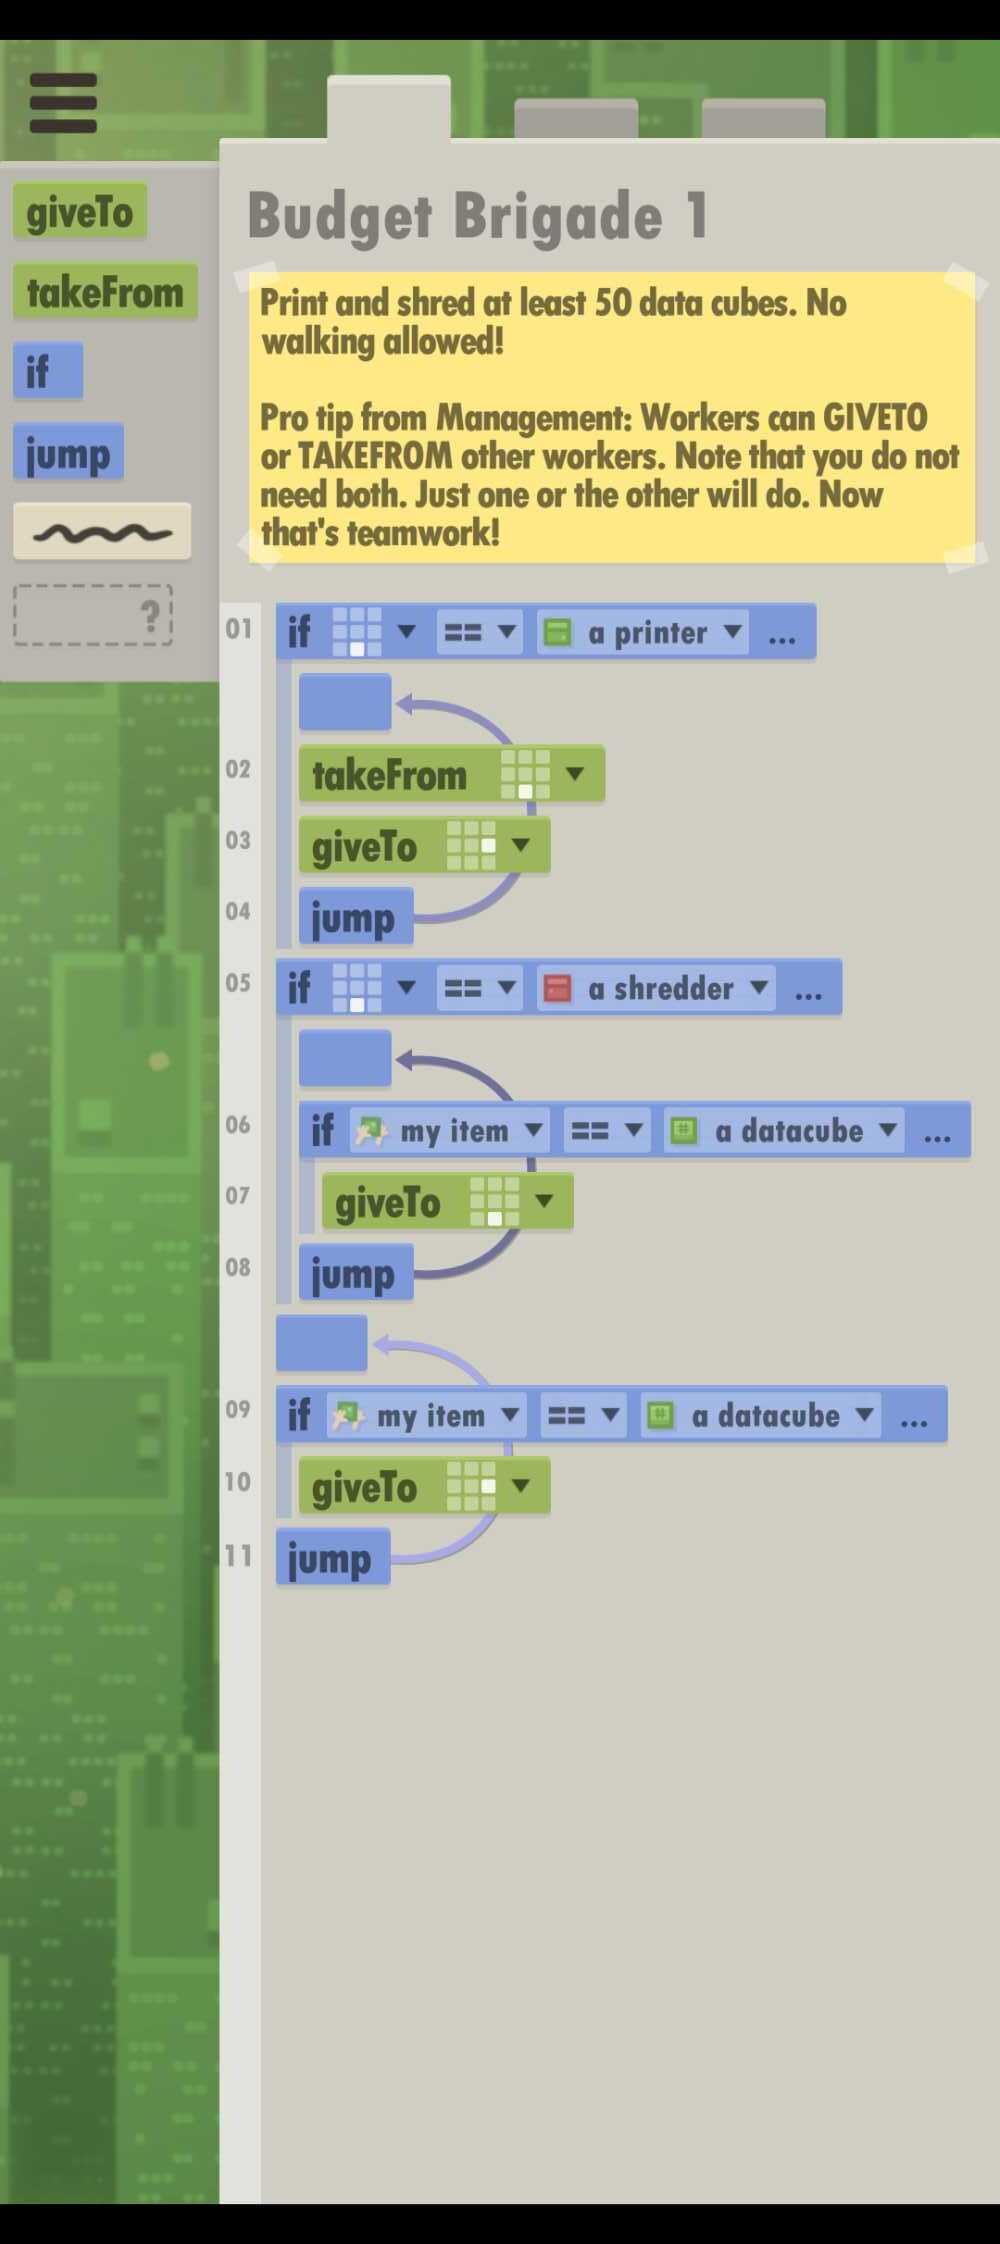 giveTo
takeFrom
if
jump
?
Budget Brigade 1
Print and shred at least 50 data cubes. No
walking allowed!
Pro tip from Management: Workers can GIVETO
or TAKEFROM other workers. Note that you do not
need both. Just one or the other will do. Now
that's teamwork!
01 if == a printer ...
02 takeFrom
03 giveTo
04 jump
05 if == a shredder ...
06 if my item == a datacube ...
07 giveTo
08 jump
09 if my item == a datacube ...
10 giveTo
11 jump